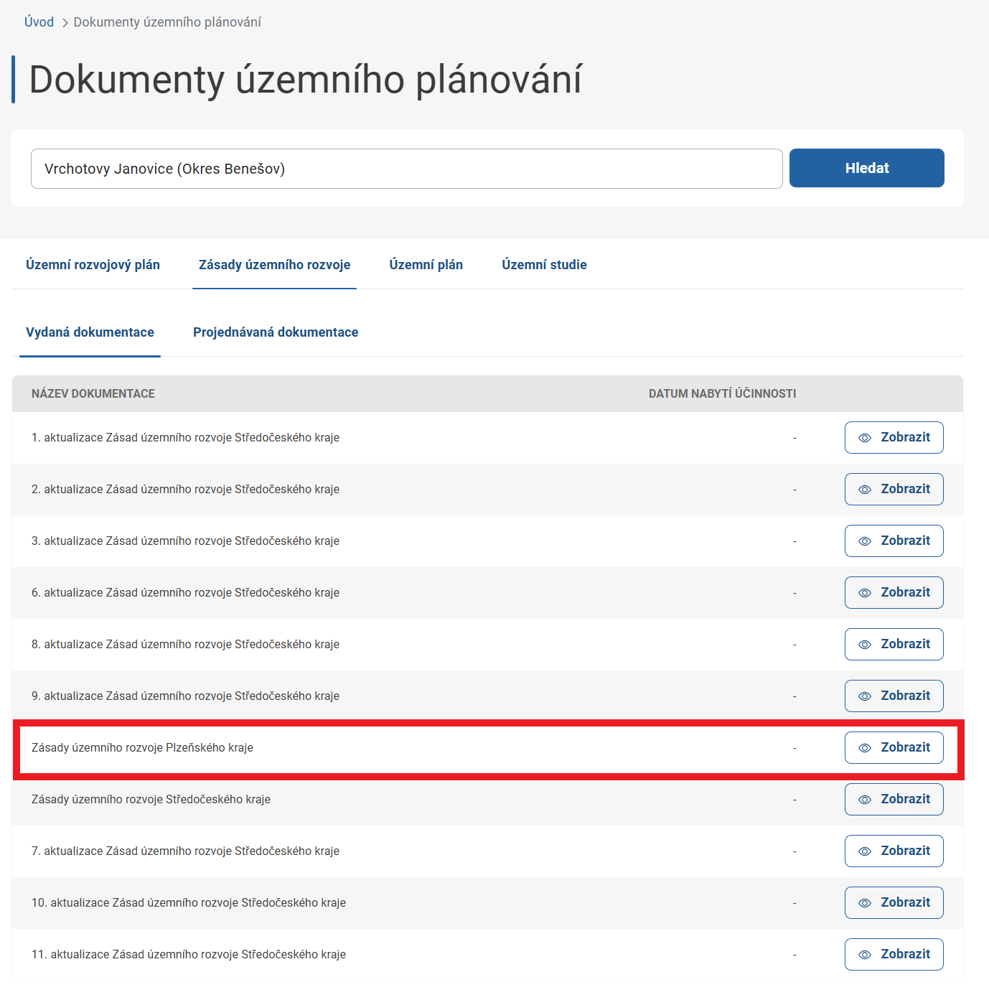 Úvod > Dokumenty územního plánování
Dokumenty územního plánování
Vrchotovy Janovice (Okres Benešov) Hledat
Územní rozvojový plán Zásady územního rozvoje Územní plán Územní studie
Vydaná dokumentace Projednávaná dokumentace
NÁZEV DOKUMENTACE DATUM NABYTÍ ÚČINNOSTI
1. aktualizace Zásad územního rozvoje Středočeského kraje - Zobrazit
2. aktualizace Zásad územního rozvoje Středočeského kraje - Zobrazit
3. aktualizace Zásad územního rozvoje Středočeského kraje - Zobrazit
6. aktualizace Zásad územního rozvoje Středočeského kraje - Zobrazit
8. aktualizace Zásad územního rozvoje Středočeského kraje - Zobrazit
9. aktualizace Zásad územního rozvoje Středočeského kraje - Zobrazit
Zásady územního rozvoje Plzeňského kraje - Zobrazit
Zásady územního rozvoje Středočeského kraje - Zobrazit
7. aktualizace Zásad územního rozvoje Středočeského kraje - Zobrazit
10. aktualizace Zásad územního rozvoje Středočeského kraje - Zobrazit
11. aktualizace Zásad územního rozvoje Středočeského kraje - Zobrazit